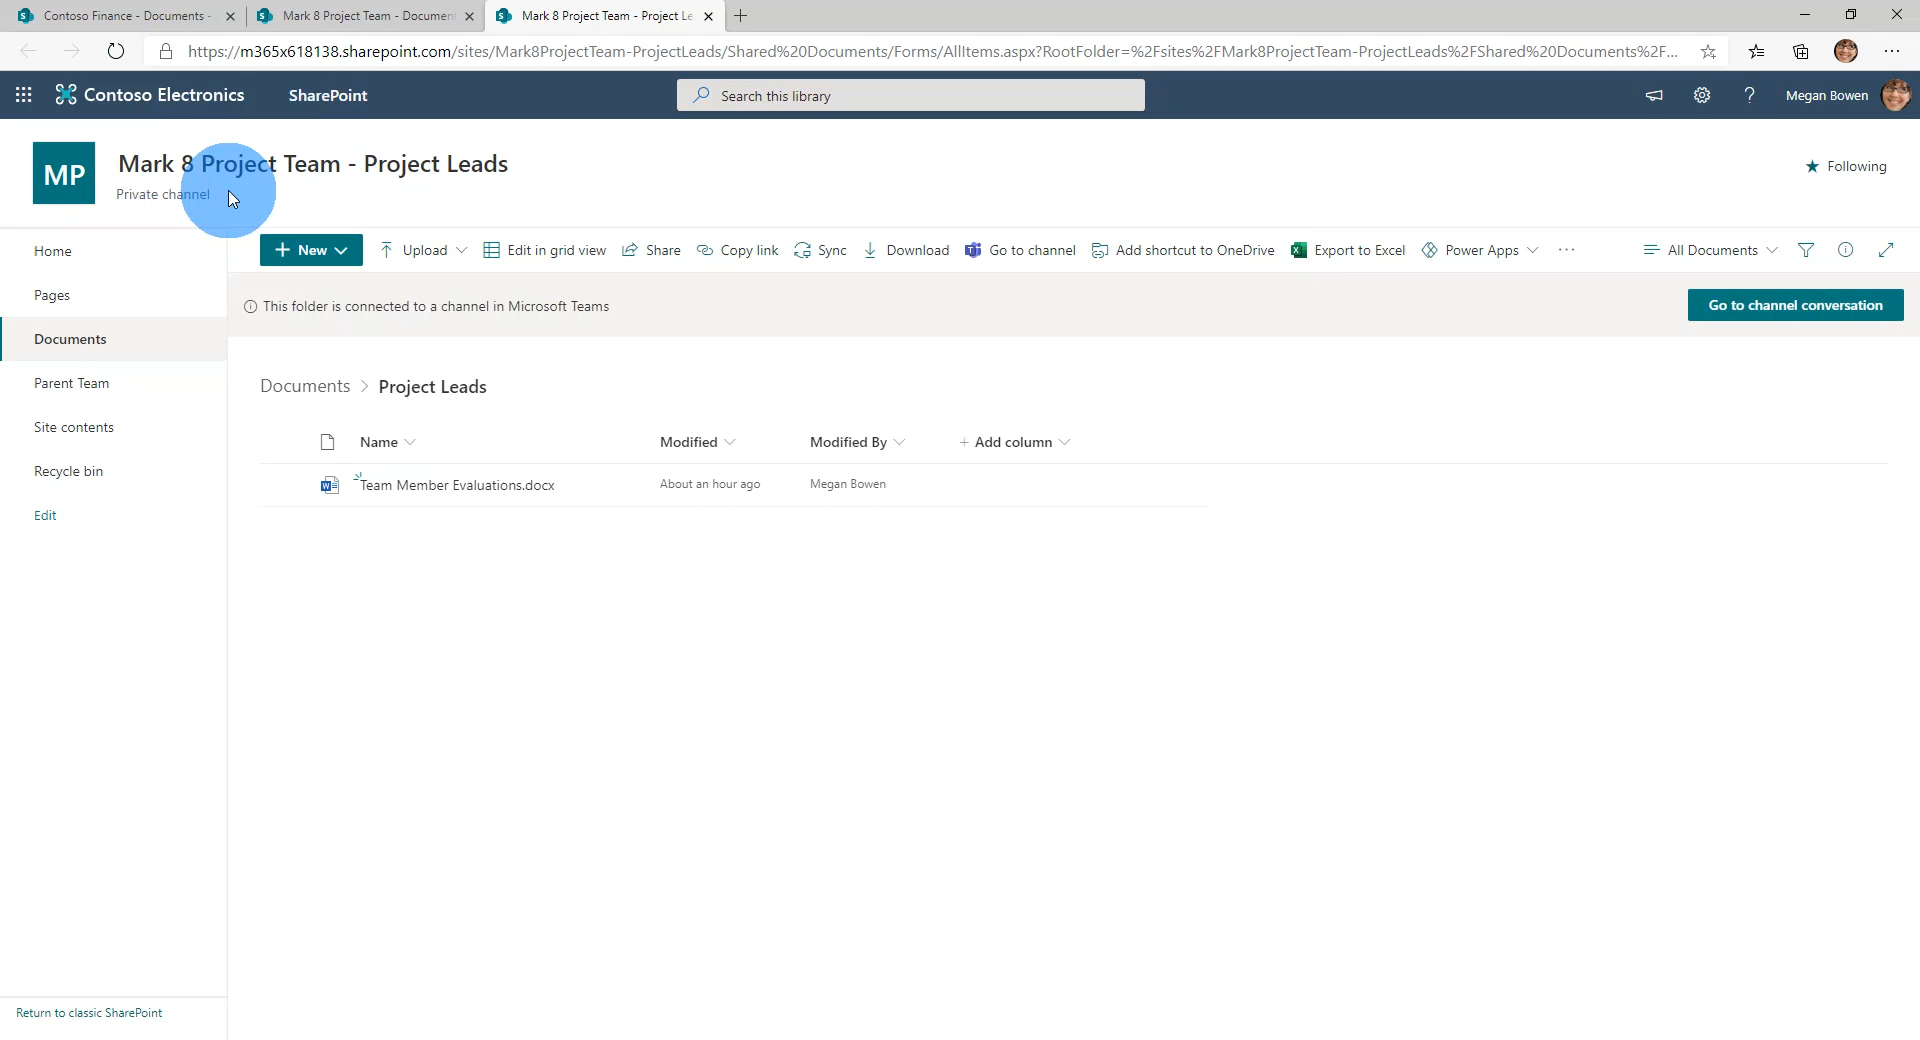 Contoso Finance - Documents -
Mark 8 Project Team - Document
Mark 8 Project Team - Project Le
https://m365x618138.sharepoint.com/sites/Mark8ProjectTeam-ProjectLeads/Shared%20Documents/Forms/AllItems.aspx?RootFolder=%2Fsites%2FMark8ProjectTeam-ProjectLeads%2FShared%20Documents%2F...
Contoso Electronics
SharePoint
Search this library
?
Megan Bowen
MP
Mark 8 Project Team - Project Leads
Private channel
Following
Home
Pages
Documents
Parent Team
Site contents
Recycle bin
Edit
Return to classic SharePoint
+ New
Upload
Edit in grid view
Share
Copy link
Sync
Download
Go to channel
Add shortcut to OneDrive
Export to Excel
Power Apps
...
All Documents
This folder is connected to a channel in Microsoft Teams
Go to channel conversation
Documents > Project Leads
Name
Modified
Modified By
+ Add column
Team Member Evaluations.docx
About an hour ago
Megan Bowen